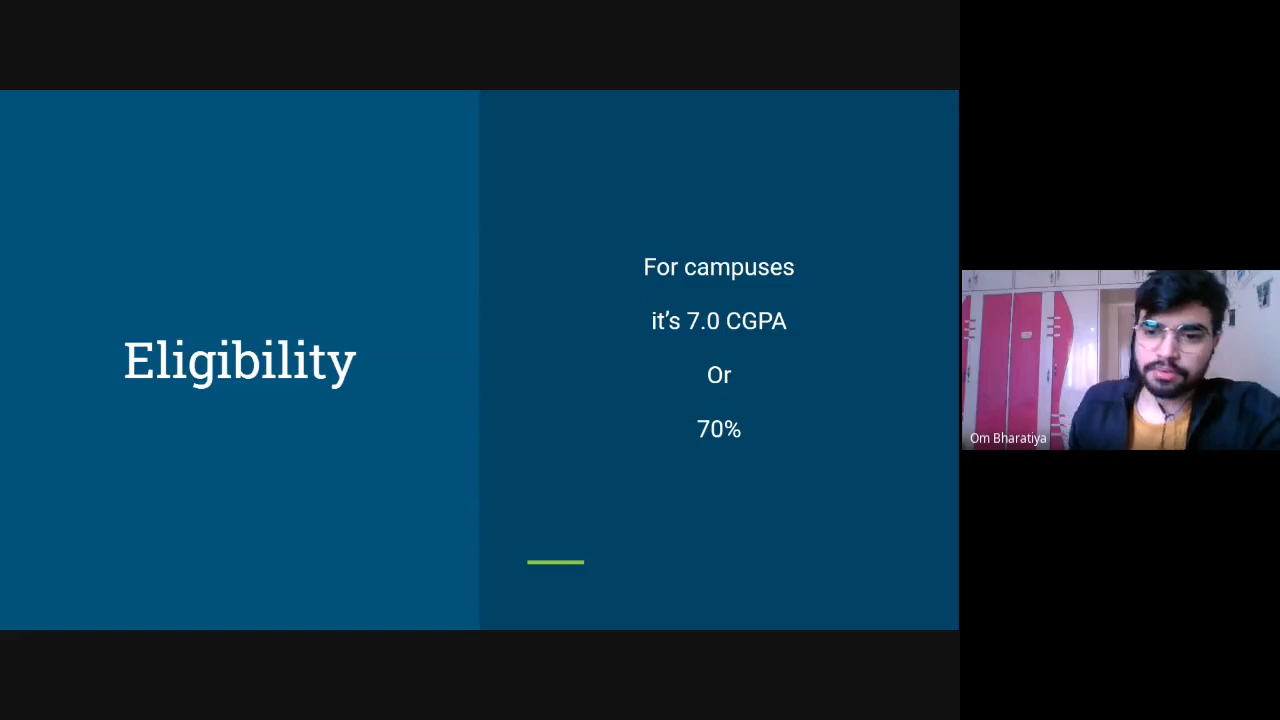 Eligibility
For campuses
it’s 7.0 CGPA
Or
70%
Om Bharatiya